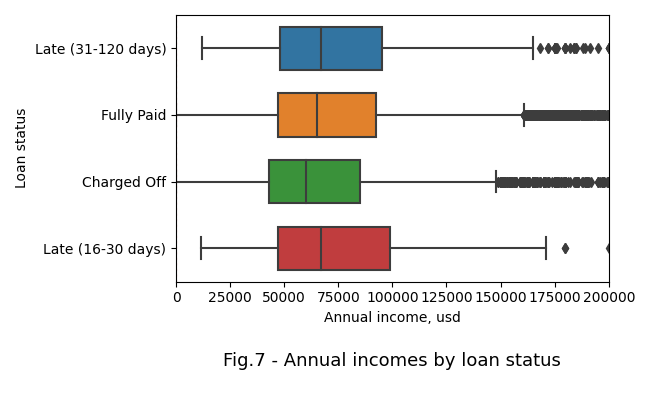 Loan status
Late (31-120 days)
Fully Paid
Charged Off
Late (16-30 days)
0 25000 50000 75000 100000 125000 150000 175000 200000
Annual income, usd
Fig.7 - Annual incomes by loan status